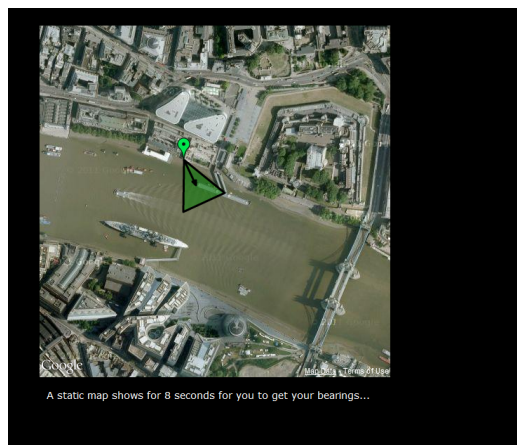 Google
Map Data - Terms of Use
A static map shows for 8 seconds for you to get your bearings...